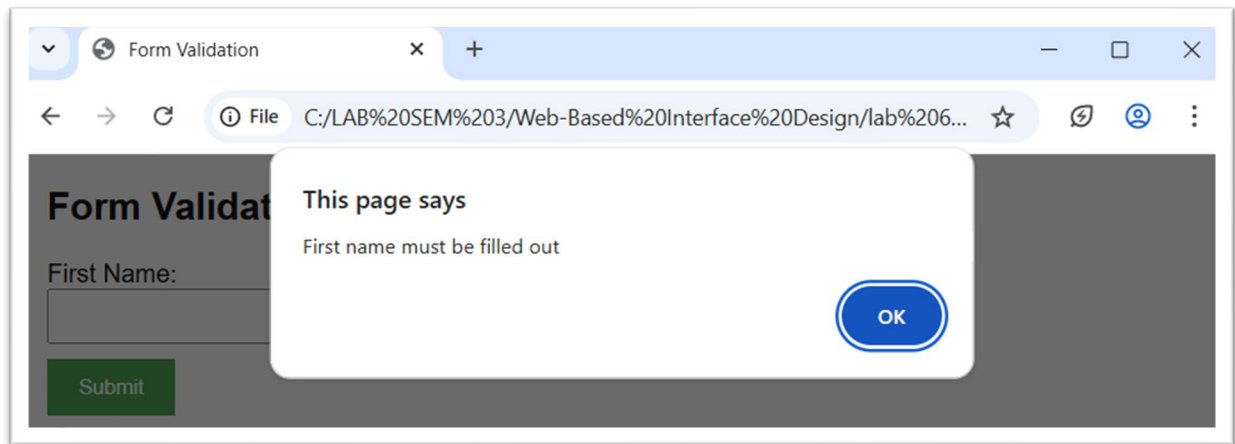 Form Validation
File C:/LAB%20SEM%203/Web-Based%20Interface%20Design/lab%206...
Form Validat
This page says
First name must be filled out
First Name:
OK
Submit